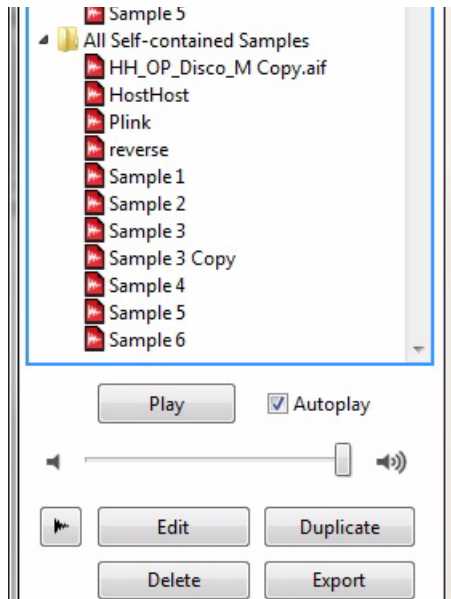 Sample 5
All Self-contained Samples
HH_OP_Disco_M Copy.aif
HostHost
Plink
reverse
Sample 1
Sample 2
Sample 3
Sample 3 Copy
Sample 4
Sample 5
Sample 6
Play Autoplay
Edit Duplicate
Delete Export